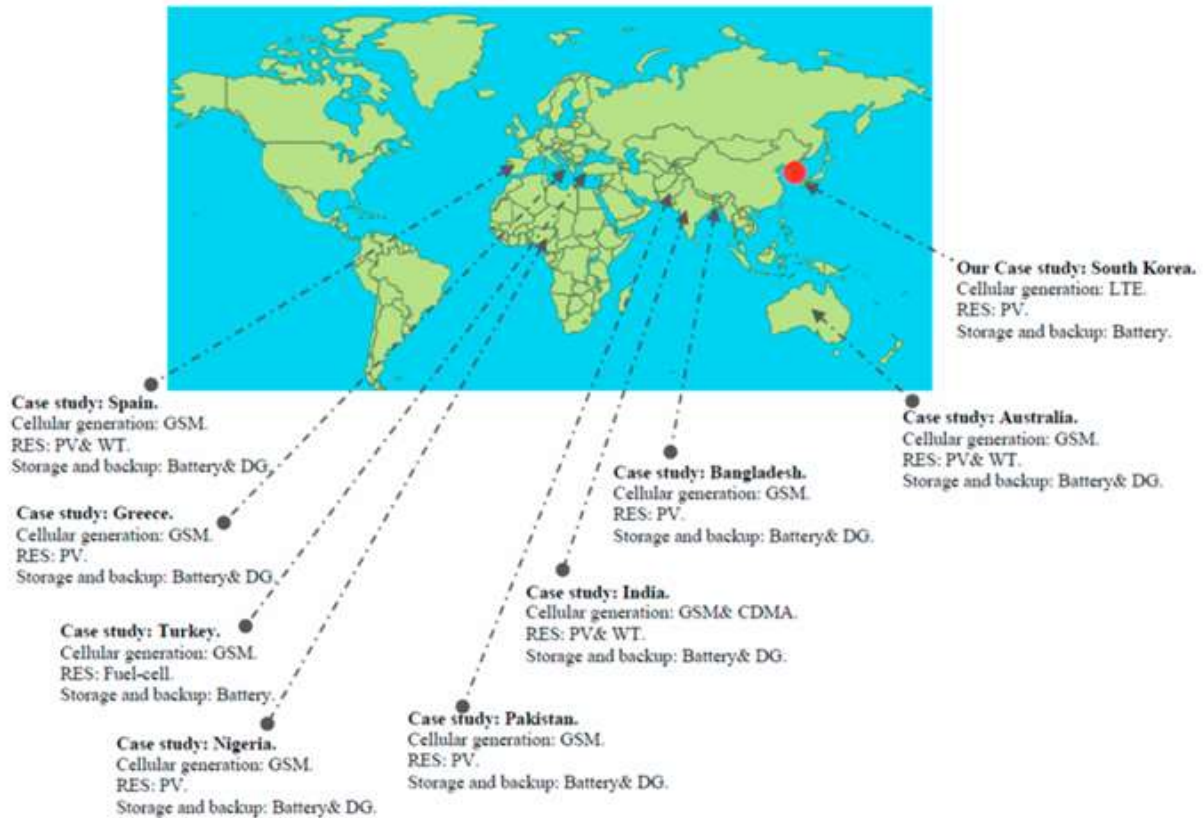 Our Case study: South Korea.
Cellular generation: LTE.
RES: PV.
Storage and backup: Battery.
Case study: Spain.
Cellular generation: GSM.
RES: PV& WT.
Storage and backup: Battery& DG.
Case study: Australia.
Cellular generation: GSM.
RES: PV& WT.
Storage and backup: Battery& DG.
Case study: Bangladesh.
Cellular generation: GSM.
RES: PV.
Storage and backup: Battery& DG.
Case study: Greece.
Cellular generation: GSM.
RES: PV.
Storage and backup: Battery& DG.
Case study: India.
Cellular generation: GSM& CDMA.
RES: PV& WT.
Storage and backup: Battery& DG.
Case study: Turkey.
Cellular generation: GSM.
RES: Fuel-cell.
Storage and backup: Battery.
Case study: Pakistan.
Cellular generation: GSM.
RES: PV.
Storage and backup: Battery& DG.
Case study: Nigeria.
Cellular generation: GSM.
RES: PV.
Storage and backup: Battery& DG.